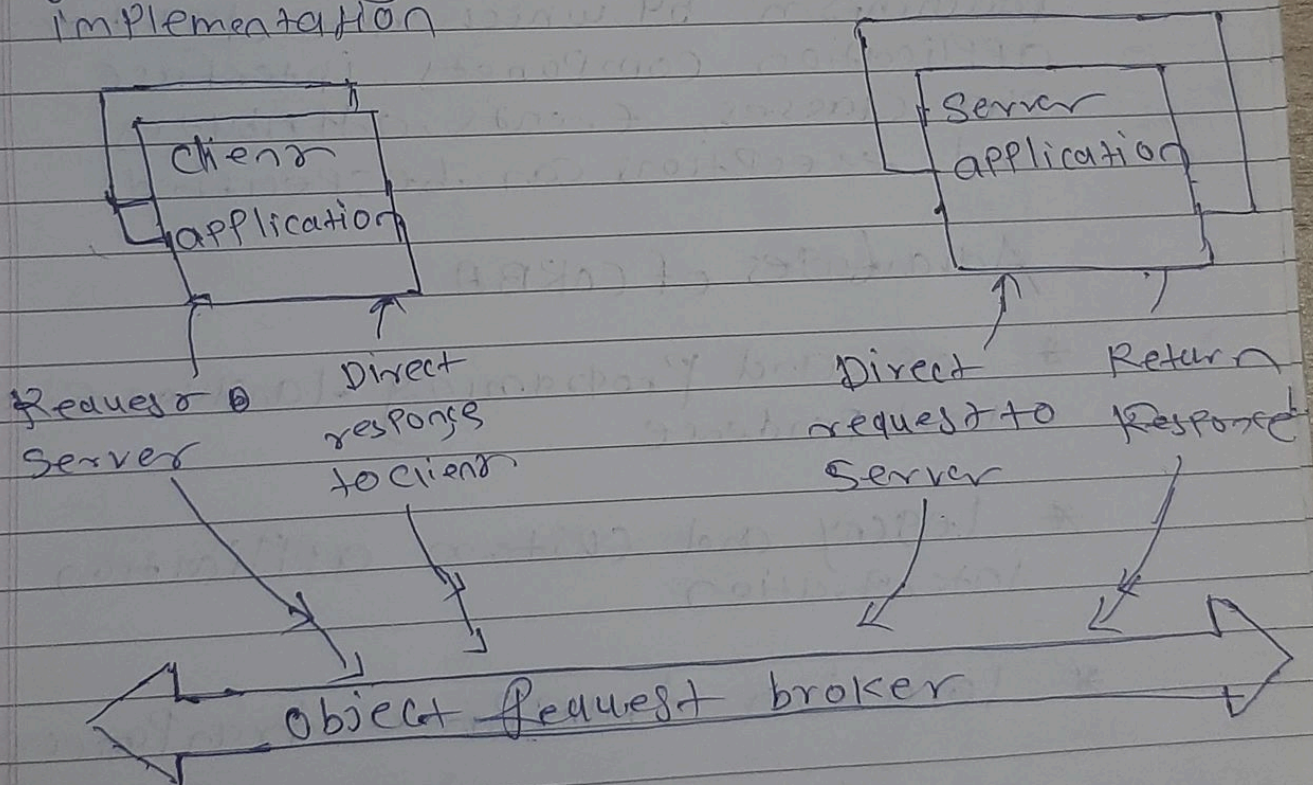 implementation
client
application
Server
application
Request
Server
Direct
response
to client
Direct
request to
Server
Return
Response
Object Request broker